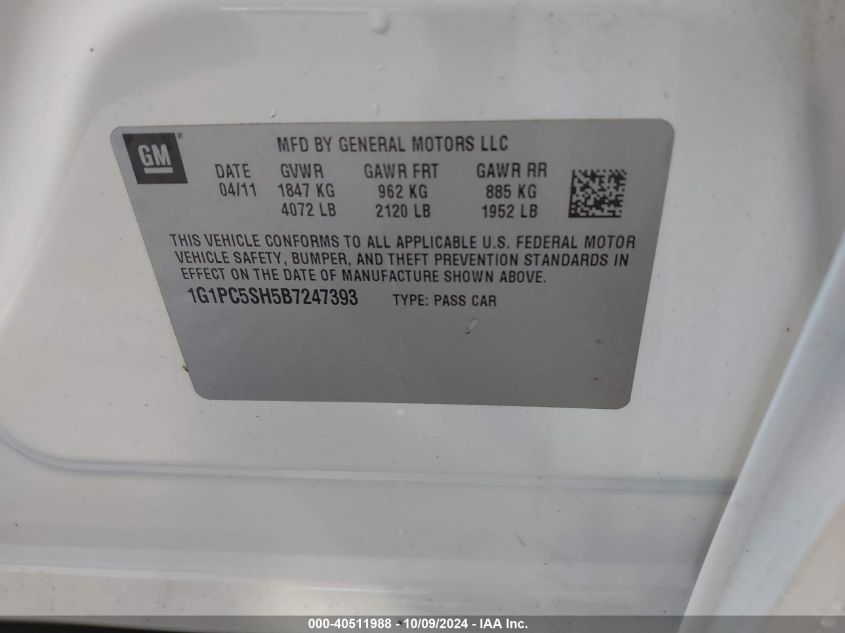 GM
MFD BY GENERAL MOTORS LLC
DATE GVWR GAWR FRT GAWR RR
04/11 1847 KG 962 KG 885 KG
4072 LB 2120 LB 1952 LB
THIS VEHICLE CONFORMS TO ALL APPLICABLE U.S. FEDERAL MOTOR
VEHICLE SAFETY, BUMPER, AND THEFT PREVENTION STANDARDS IN
EFFECT ON THE DATE OF MANUFACTURE SHOWN ABOVE.
1G1PC5SH5B7247393 TYPE: PASS CAR
000-40511988 - 10/09/2024 - IAA Inc.